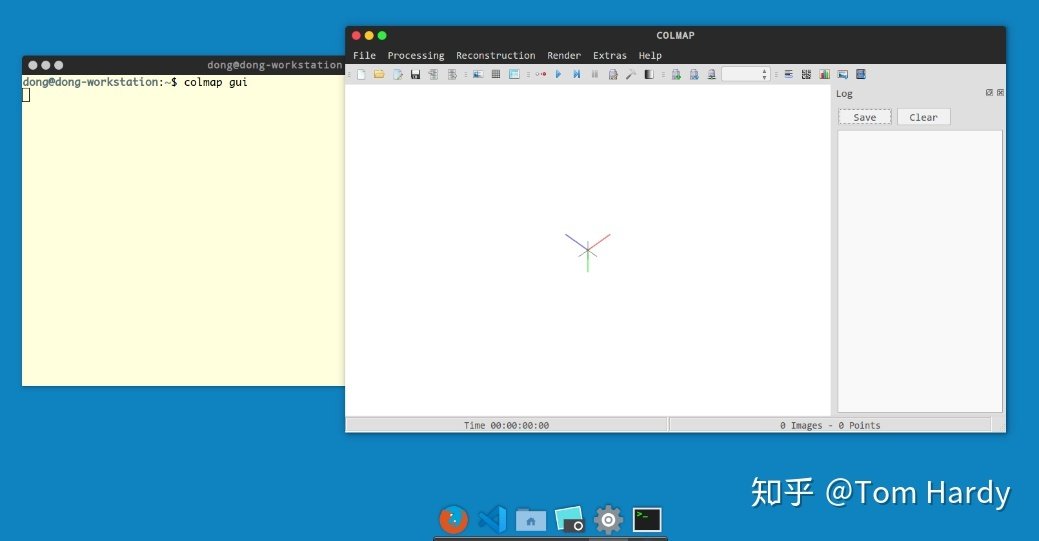 COLMAP
File Processing Reconstruction Render Extras Help
dong@dong-workstation
dong@dong-workstation:~$ colmap gui
Log
Save Clear
Time 00:00:00:00
0 Images - 0 Points
知乎 @Tom Hardy
>_